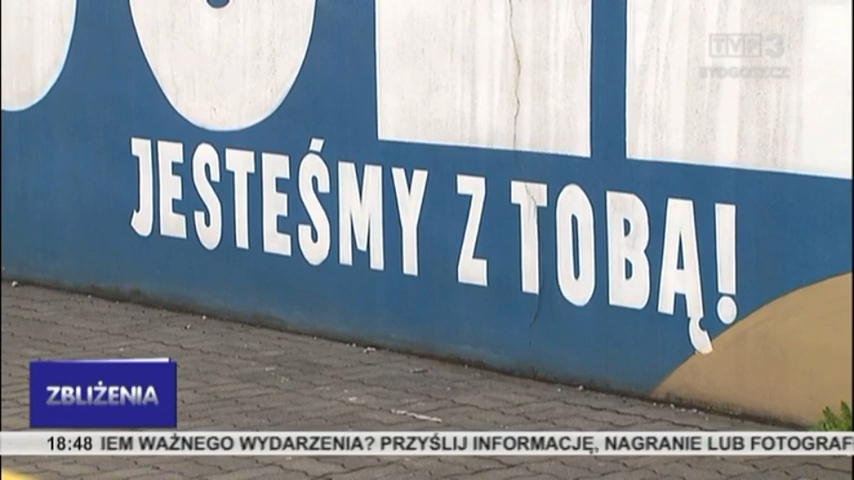 TVP3
BYDGOSZCZ
JESTEŚMY Z TOBĄ!
ZBLIŻENIA
18:48 IEM WAŻNEGO WYDARZENIA? PRZYŚLIJ INFORMACJĘ, NAGRANIE LUB FOTOGRAF